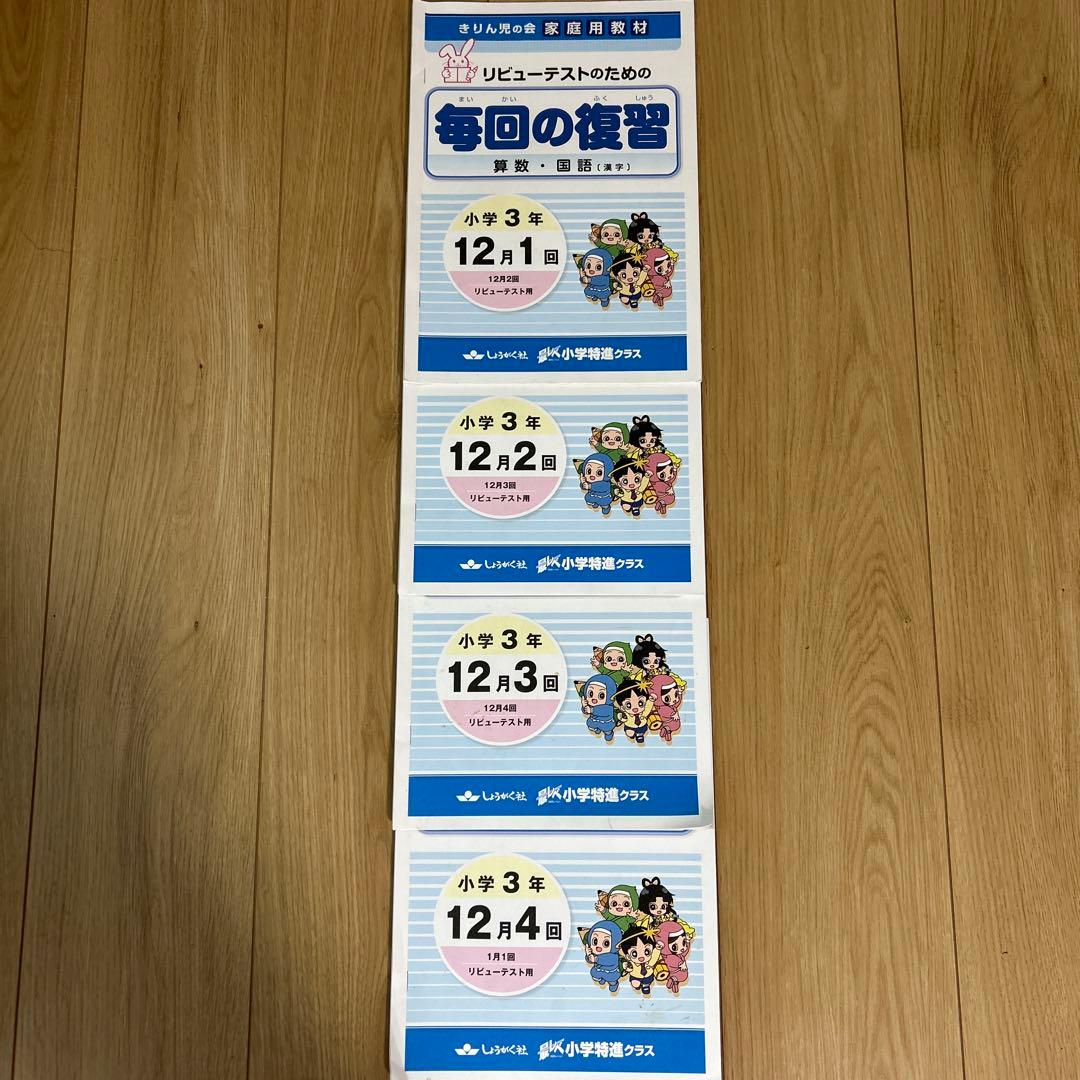 きりん児の会 家庭用教材
リビューテストのための
まい かい ふく しゅう
毎回の復習
算数・国語〔漢字〕
小学3年
12月1回
12月2回
リビューテスト用
しょうがく社 小学特進クラス
小学3年
12月2回
12月3回
リビューテスト用
しょうがく社 小学特進クラス
小学3年
12月3回
12月4回
リビューテスト用
しょうがく社 小学特進クラス
小学3年
12月4回
1月1回
リビューテスト用
しょうがく社 小学特進クラス